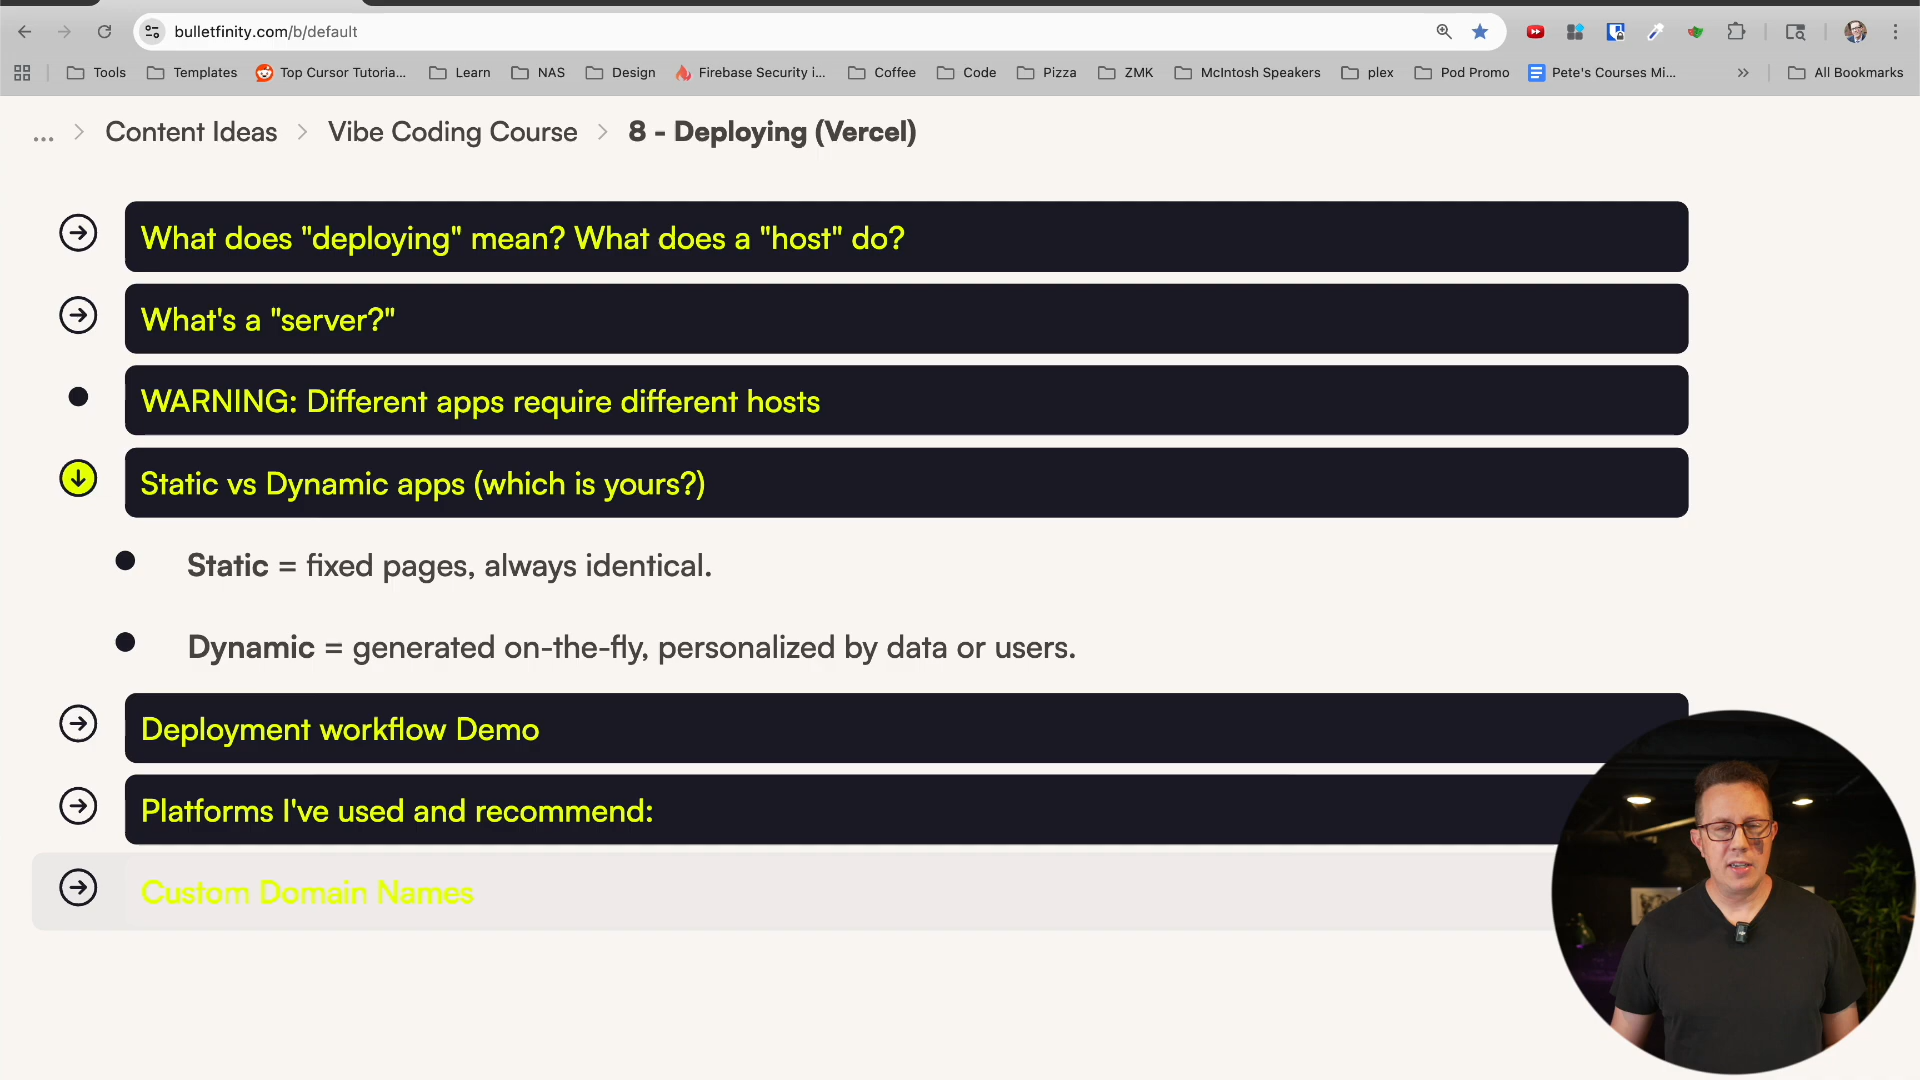 bulletfinity.com/b/default
Tools
Templates
Top Cursor Tutoria...
Learn
NAS
Design
Firebase Security i...
Coffee
Code
Pizza
ZMK
McIntosh Speakers
plex
Pod Promo
Pete's Courses Mi...
All Bookmarks
... > Content Ideas > Vibe Coding Course > 8 - Deploying (Vercel)
What does "deploying" mean? What does a "host" do?
What's a "server?"
WARNING: Different apps require different hosts
Static vs Dynamic apps (which is yours?)
Static = fixed pages, always identical.
Dynamic = generated on-the-fly, personalized by data or users.
Deployment workflow Demo
Platforms I've used and recommend:
Custom Domain Names